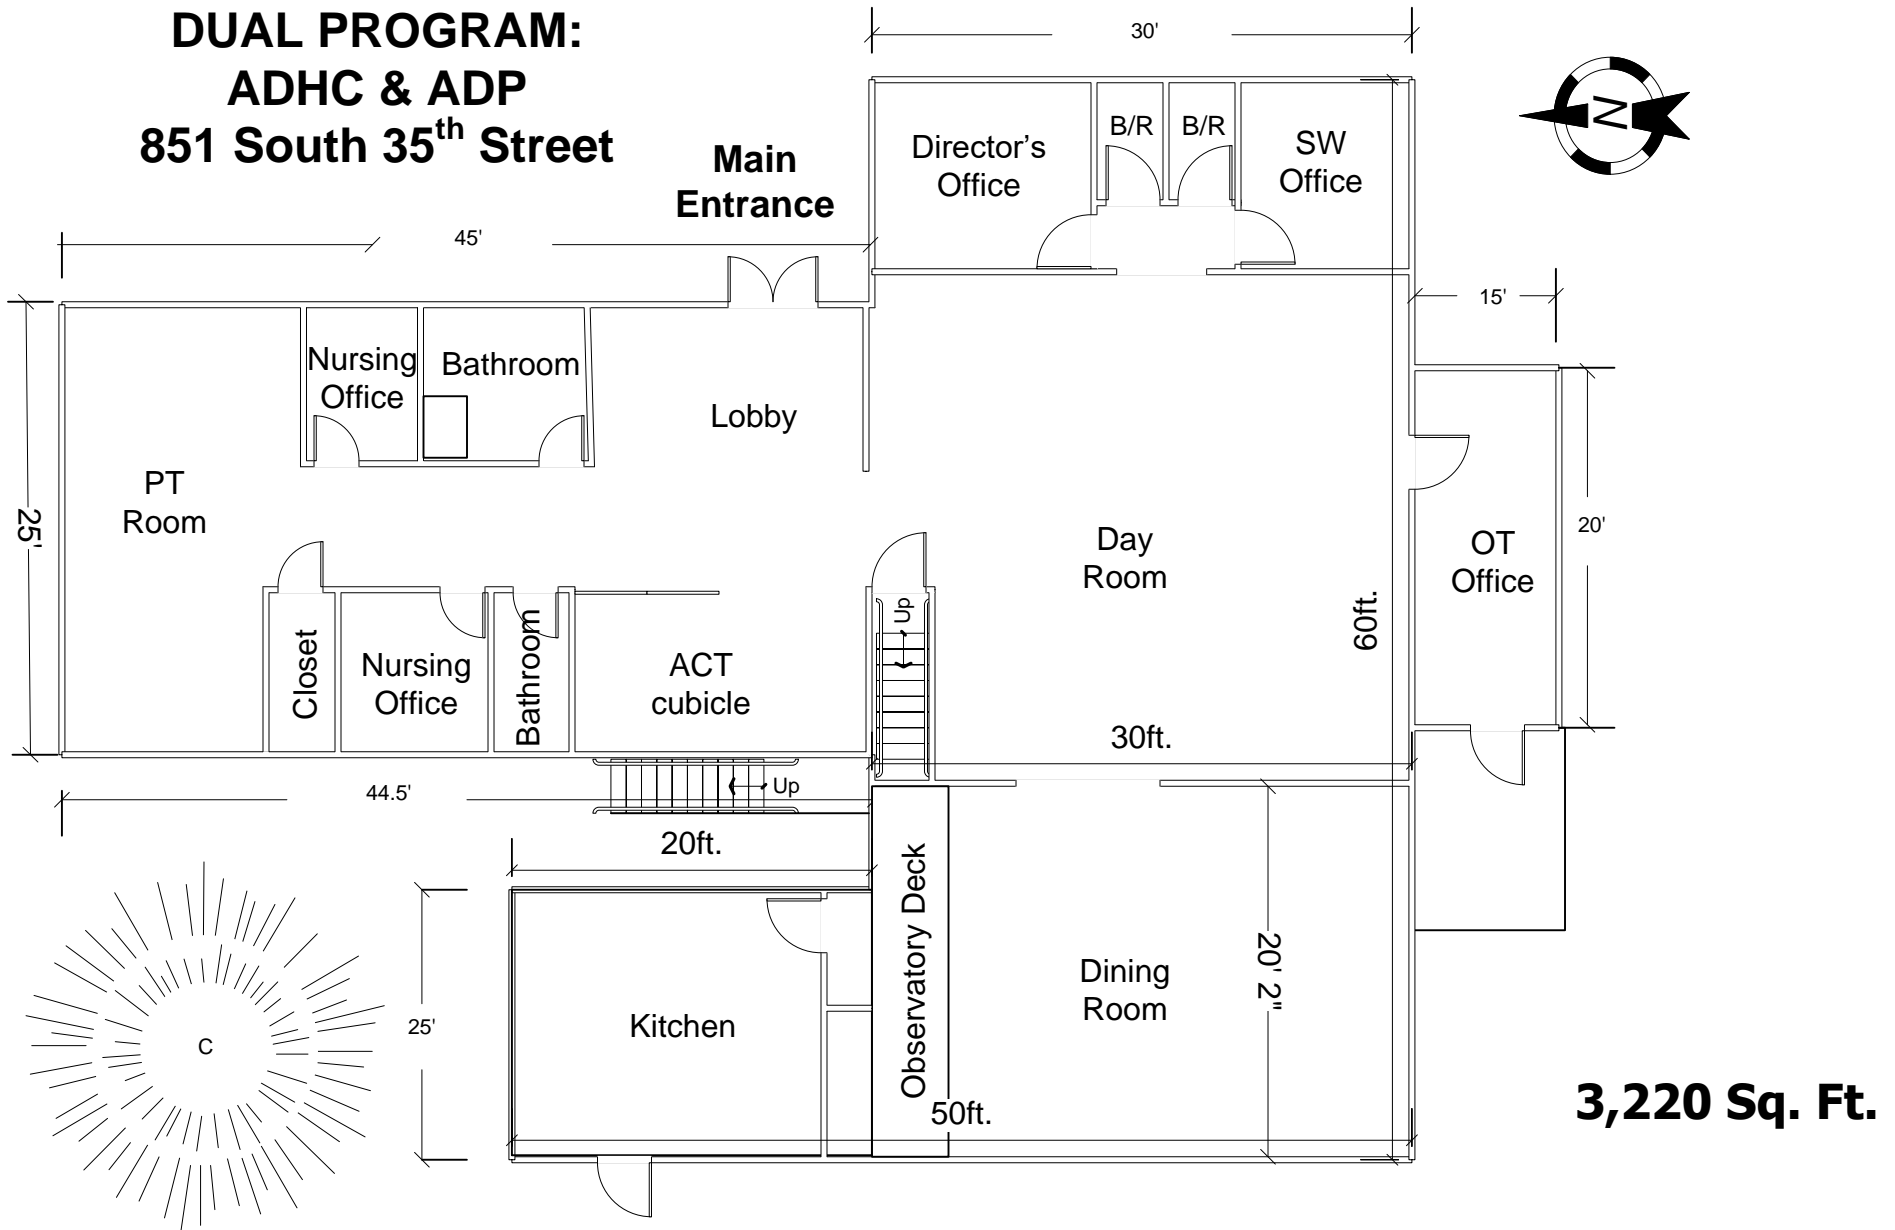 DUAL PROGRAM:
ADHC & ADP
851 South 35th Street
30'
N
Main
Entrance
Director's
Office
B/R
B/R
SW
Office
45'
15'
Nursing
Office
Bathroom
Lobby
PT
Room
25'
Day
Room
OT
Office
20'
60ft.
Up
Closet
Nursing
Office
Bathroom
ACT
cubicle
30ft.
44.5'
Up
20ft.
Observatory Deck
Dining
Room
20' 2"
25'
Kitchen
C
50ft.
3,220 Sq. Ft.